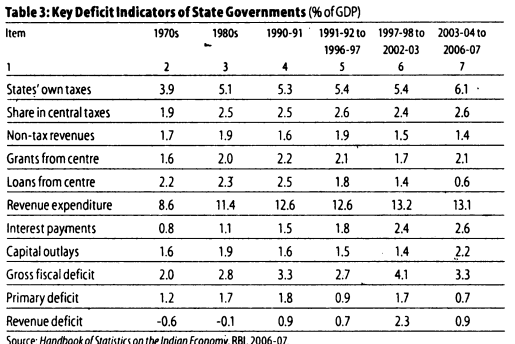 Table 3: Key Deficit Indicators of State Governments (% of GDP)
Item 1970s 1980s 1990-91 1991-92 to 1997-98 to 2003-04 to
1996-97 2002-03 2006-07
1 2 3 4 5 6 7
States' own taxes 3.9 5.1 5.3 5.4 5.4 6.1
Share in central taxes 1.9 2.5 2.5 2.6 2.4 2.6
Non-tax revenues 1.7 1.9 1.6 1.9 1.5 1.4
Grants from centre 1.6 2.0 2.2 2.1 1.7 2.1
Loans from centre 2.2 2.3 2.5 1.8 1.4 0.6
Revenue expenditure 8.6 11.4 12.6 12.6 13.2 13.1
Interest payments 0.8 1.1 1.5 1.8 2.4 2.6
Capital outlays 1.6 1.9 1.6 1.5 1.4 2.2
Gross fiscal deficit 2.0 2.8 3.3 2.7 4.1 3.3
Primary deficit 1.2 1.7 1.8 0.9 1.7 0.7
Revenue deficit -0.6 -0.1 0.9 0.7 2.3 0.9
Source: Handbook of Statistics on the Indian Economy, RBI, 2006-07